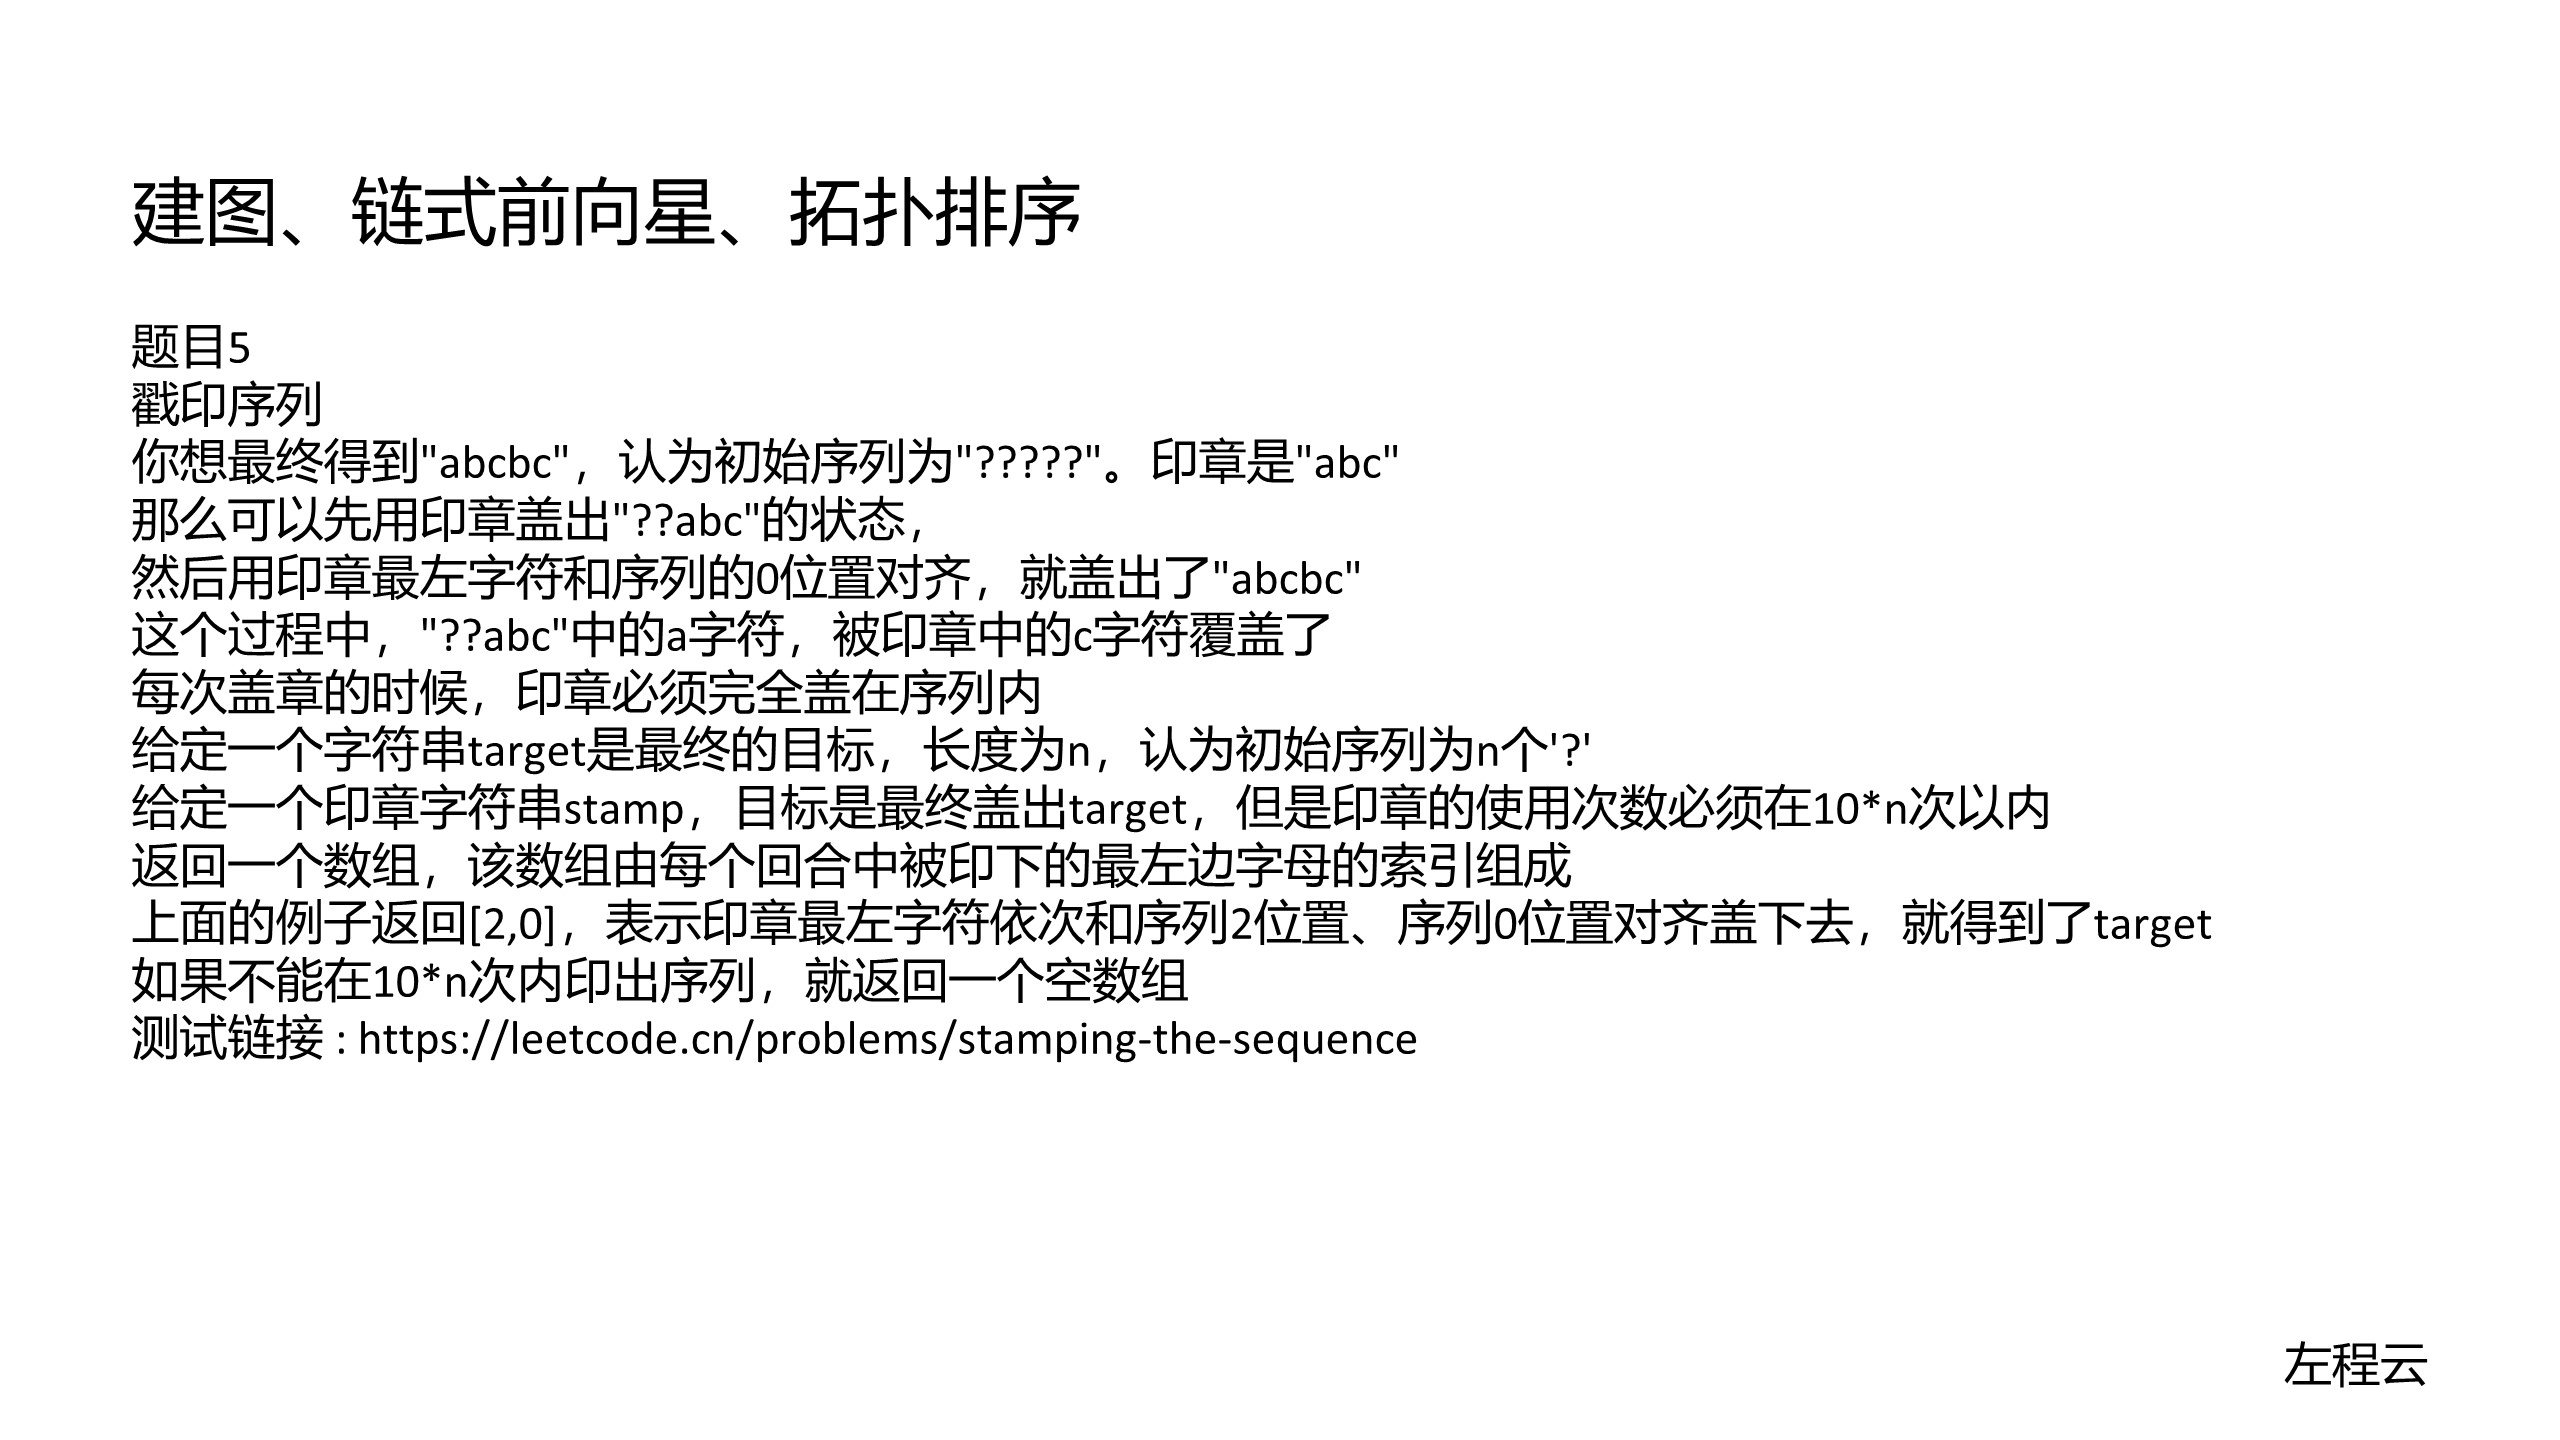 建图、链式前向星、拓扑排序
题目5
戳印序列
你想最终得到"abcbc"，认为初始序列为"?????"。印章是"abc"
那么可以先用印章盖出"??abc"的状态，
然后用印章最左字符和序列的0位置对齐，就盖出了"abcbc"
这个过程中，"??abc"中的a字符，被印章中的c字符覆盖了
每次盖章的时候，印章必须完全盖在序列内
给定一个字符串target是最终的目标，长度为n，认为初始序列为n个'?'
给定一个印章字符串stamp，目标是最终盖出target，但是印章的使用次数必须在10*n次以内
返回一个数组，该数组由每个回合中被印下的最左边字母的索引组成
上面的例子返回[2,0]，表示印章最左字符依次和序列2位置、序列0位置对齐盖下去，就得到了target
如果不能在10*n次内印出序列，就返回一个空数组
测试链接 : https://leetcode.cn/problems/stamping-the-sequence
左程云